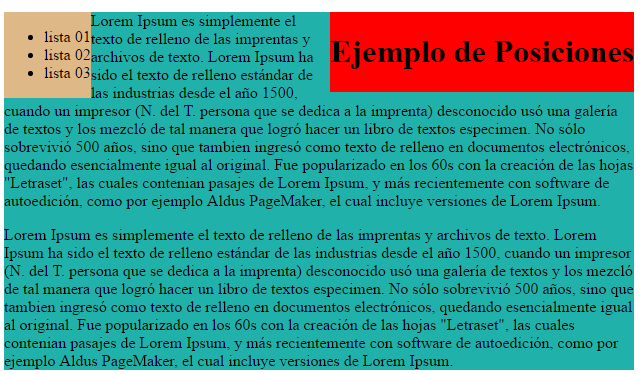 lista 01
lista 02
lista 03
Ejemplo de Posiciones
Lorem Ipsum es simplemente el
texto de relleno de las imprentas y
archivos de texto. Lorem Ipsum ha
sido el texto de relleno estándar de
las industrias desde el año 1500,
cuando un impresor (N. del T. persona que se dedica a la imprenta) desconocido usó una galería
de textos y los mezcló de tal manera que logró hacer un libro de textos especimen. No sólo
sobrevivió 500 años, sino que tambien ingresó como texto de relleno en documentos electrónicos,
quedando esencialmente igual al original. Fue popularizado en los 60s con la creación de las hojas
"Letraset", las cuales contenian pasajes de Lorem Ipsum, y más recientemente con software de
autoedición, como por ejemplo Aldus PageMaker, el cual incluye versiones de Lorem Ipsum.
Lorem Ipsum es simplemente el texto de relleno de las imprentas y archivos de texto. Lorem
Ipsum ha sido el texto de relleno estándar de las industrias desde el año 1500, cuando un impresor
(N. del T. persona que se dedica a la imprenta) desconocido usó una galería de textos y los mezcló
de tal manera que logró hacer un libro de textos especimen. No sólo sobrevivió 500 años, sino que
tambien ingresó como texto de relleno en documentos electrónicos, quedando esencialmente igual
al original. Fue popularizado en los 60s con la creación de las hojas "Letraset", las cuales
contenian pasajes de Lorem Ipsum, y más recientemente con software de autoedición, como por
ejemplo Aldus PageMaker, el cual incluye versiones de Lorem Ipsum.